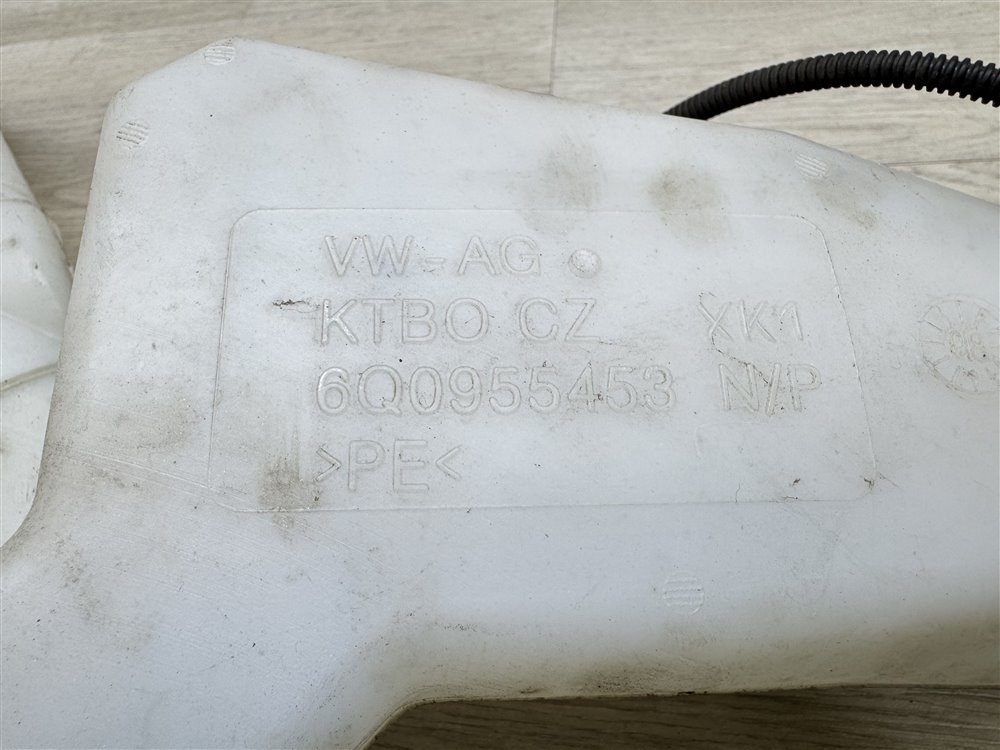 VW-AG
KTBO CZ XK1
6Q0955453 N/P
>PE<